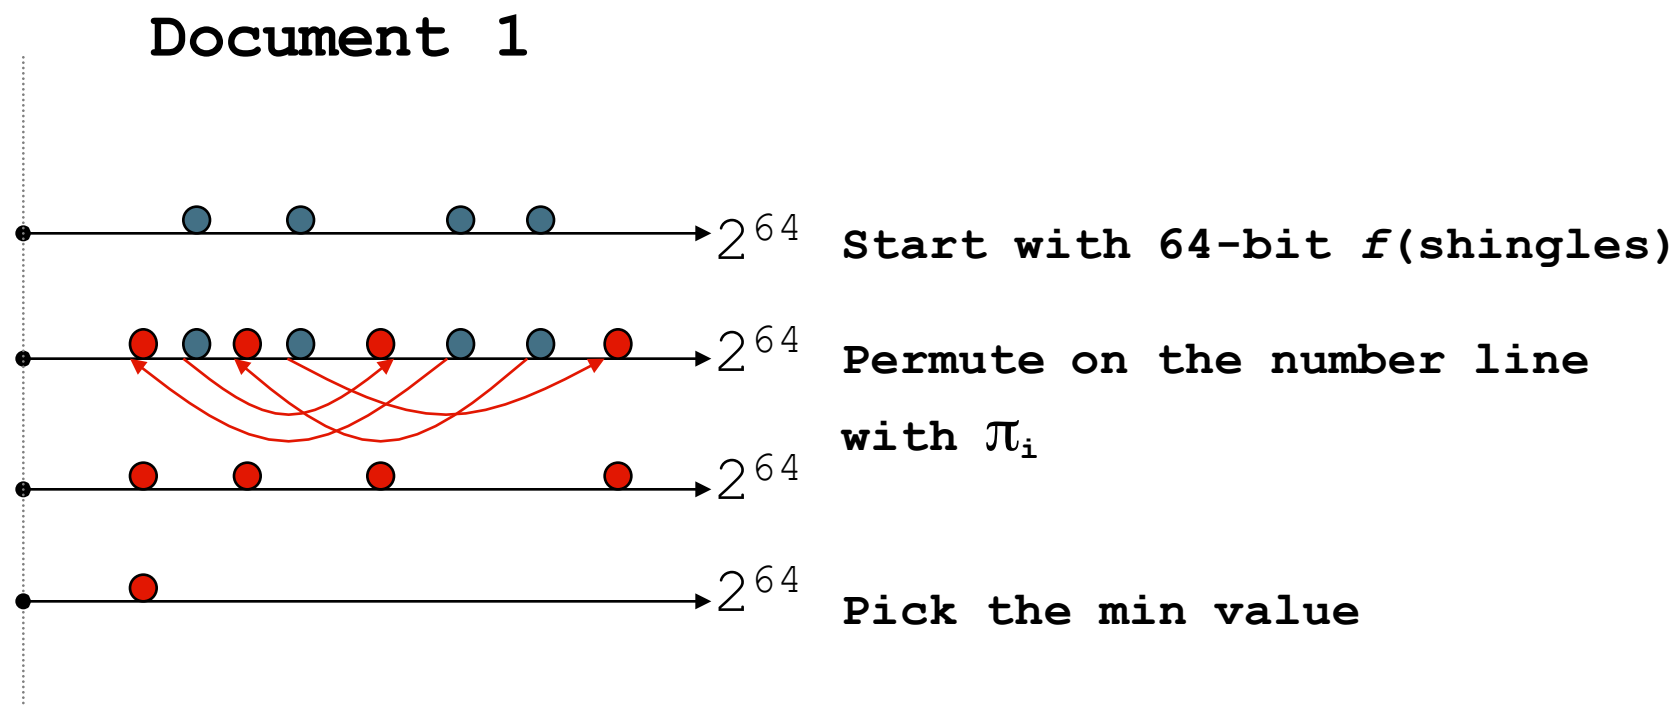 Document 1
2^64 Start with 64-bit f(shingles)
2^64 Permute on the number line
with π_i
2^64
2^64 Pick the min value